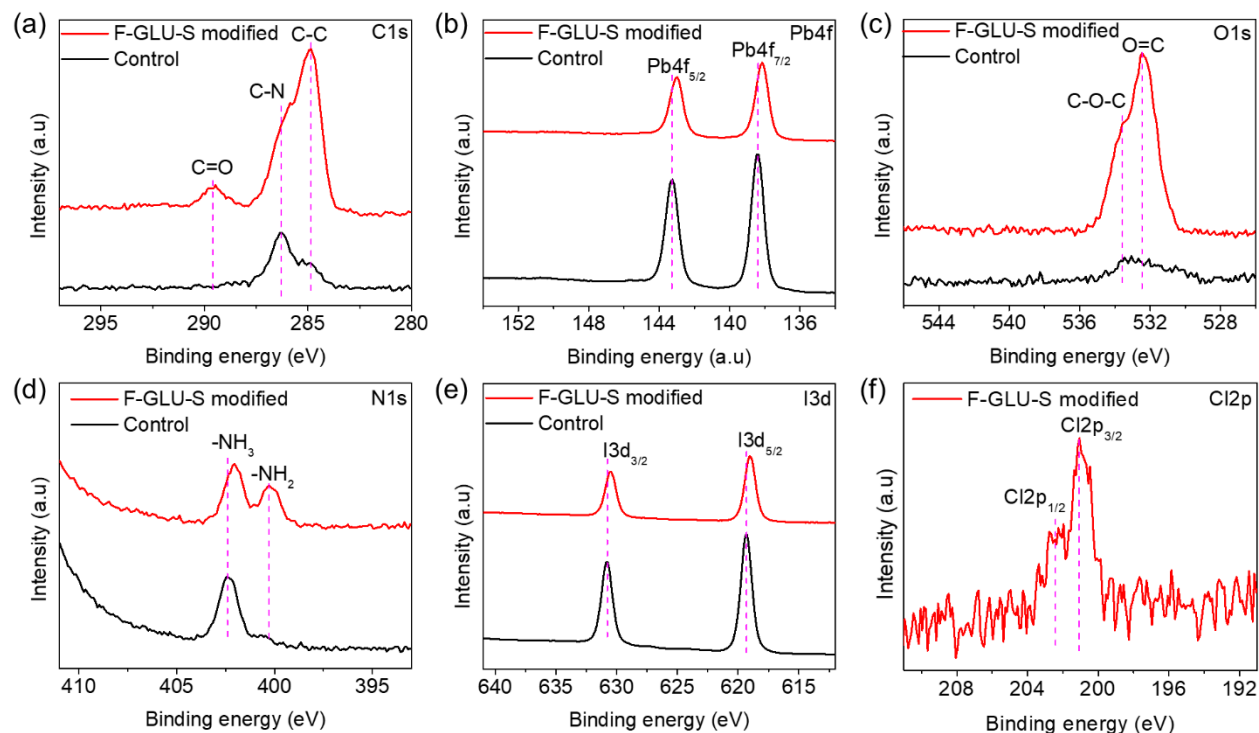 (a)
F-GLU-S modified
Control
C1s
C-C
C-N
C=O
Intensity (a.u)
295 290 285 280
Binding energy (eV)
(b)
F-GLU-S modified
Control
Pb4f
Pb4f5/2
Pb4f7/2
Intensity (a.u)
152 148 144 140 136
Binding energy (a.u)
(c)
F-GLU-S modified
Control
O1s
O=C
C-O-C
Intensity (a.u)
544 540 536 532 528
Binding energy (eV)
(d)
F-GLU-S modified
Control
N1s
-NH3
-NH2
Intensity (a.u)
410 405 400 395
Binding energy (eV)
(e)
F-GLU-S modified
Control
I3d
I3d3/2
I3d5/2
Intensity (a.u)
640 635 630 625 620 615
Binding energy (eV)
(f)
F-GLU-S modified
Cl2p
Cl2p3/2
Cl2p1/2
Intensity (a.u)
208 204 200 196 192
Binding energy (eV)